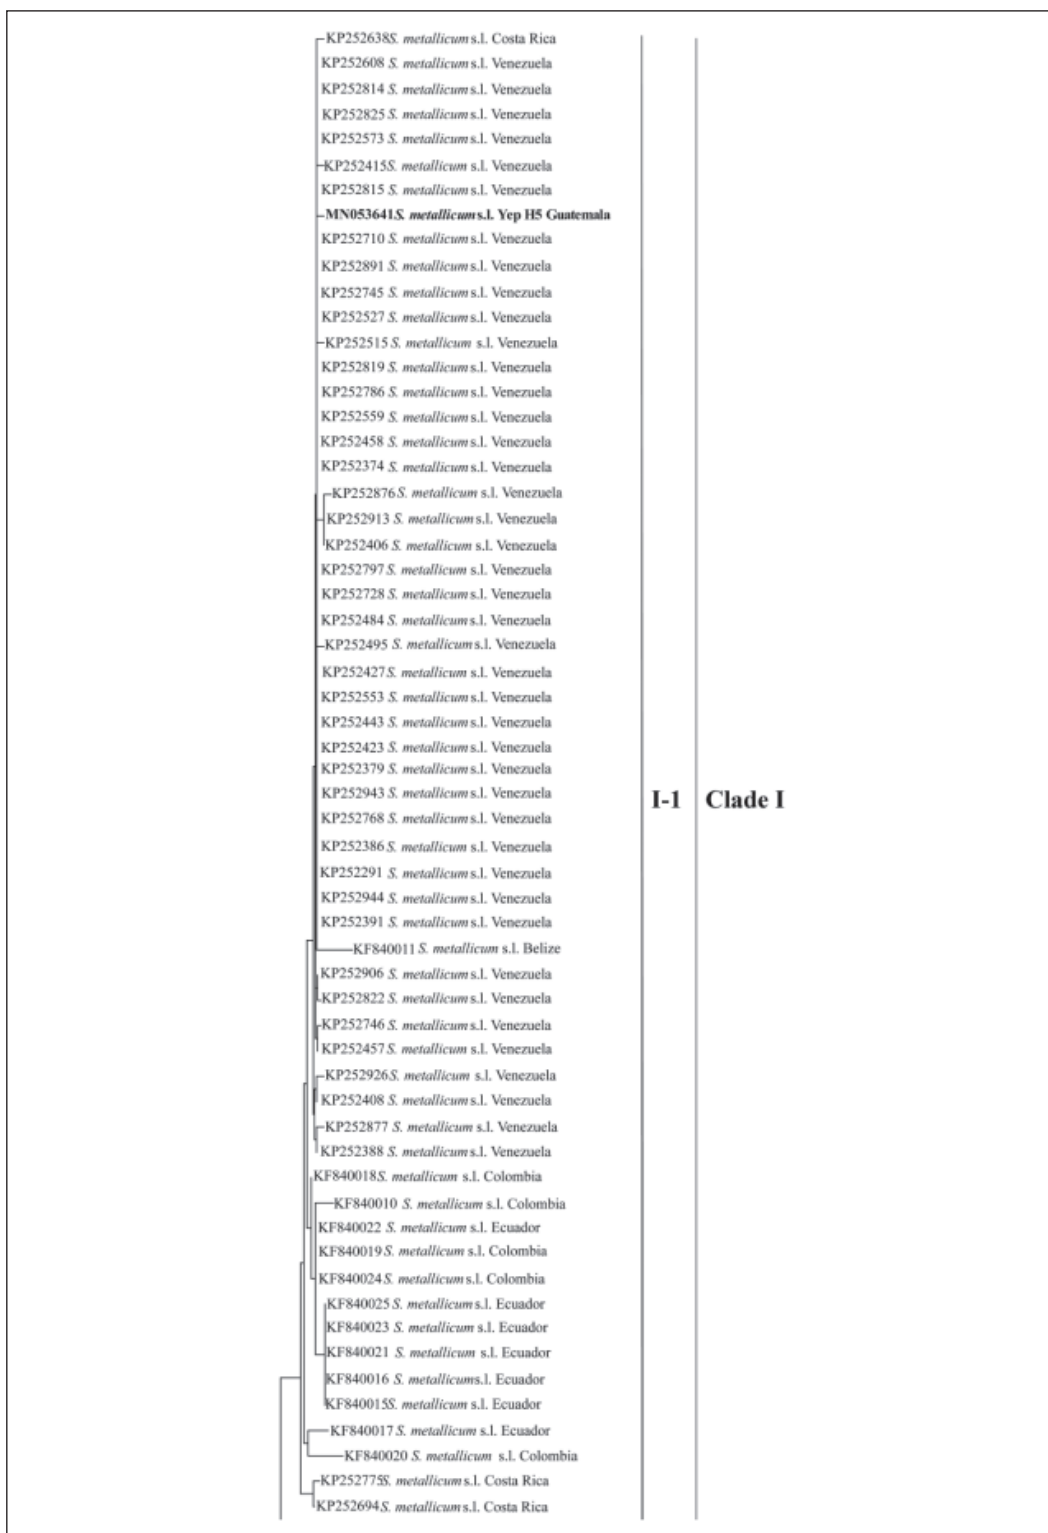 KP252638S. metallicum s.l. Costa Rica
KP252608 S. metallicum s.l. Venezuela
KP252814 S. metallicum s.l. Venezuela
KP252825 S. metallicum s.l. Venezuela
KP252573 S. metallicum s.l. Venezuela
KP252415S. metallicum s.l. Venezuela
KP252815 S. metallicum s.l. Venezuela
MN053641S. metallicum s.l. Yep H5 Guatemala
KP252710 S. metallicum s.l. Venezuela
KP252891 S. metallicum s.l. Venezuela
KP252745 S. metallicum s.l. Venezuela
KP252527 S. metallicum s.l. Venezuela
KP252515 S. metallicum s.l. Venezuela
KP252819 S. metallicum s.l. Venezuela
KP252786 S. metallicum s.l. Venezuela
KP252559 S. metallicum s.l. Venezuela
KP252458 S. metallicum s.l. Venezuela
KP252374 S. metallicum s.l. Venezuela
KP252876 S. metallicum s.l. Venezuela
KP252913 S. metallicum s.l. Venezuela
KP252406 S. metallicum s.l. Venezuela
KP252797 S. metallicum s.l. Venezuela
KP252728 S. metallicum s.l. Venezuela
KP252484 S. metallicum s.l. Venezuela
KP252495 S. metallicum s.l. Venezuela
KP252427 S. metallicum s.l. Venezuela
KP252553 S. metallicum s.l. Venezuela
KP252443 S. metallicum s.l. Venezuela
KP252423 S. metallicum s.l. Venezuela
KP252379 S. metallicum s.l. Venezuela
KP252943 S. metallicum s.l. Venezuela
I-1 Clade I
KP252768 S. metallicum s.l. Venezuela
KP252386 S. metallicum s.l. Venezuela
KP252291 S. metallicum s.l. Venezuela
KP252944 S. metallicum s.l. Venezuela
KP252391 S. metallicum s.l. Venezuela
KF840011 S. metallicum s.l. Belize
KP252906 S. metallicum s.l. Venezuela
KP252822 S. metallicum s.l. Venezuela
KP252746 S. metallicum s.l. Venezuela
KP252457 S. metallicum s.l. Venezuela
KP252926S. metallicum s.l. Venezuela
KP252408 S. metallicum s.l. Venezuela
KP252877 S. metallicum s.l. Venezuela
KP252388 S. metallicum s.l. Venezuela
KF840018S. metallicum s.l. Colombia
KF840010 S. metallicum s.l. Colombia
KF840022 S. metallicum s.l. Ecuador
KF840019 S. metallicum s.l. Colombia
KF840024 S. metallicum s.l. Colombia
KF840025 S. metallicum s.l. Ecuador
KF840023 S. metallicum s.l. Ecuador
KF840021 S. metallicum s.l. Ecuador
KF840016 S. metallicums.l. Ecuador
KF840015S. metallicum s.l. Ecuador
KF840017 S. metallicum s.l. Ecuador
KF840020 S. metallicum s.l. Colombia
KP252775S. metallicum s.l. Costa Rica
KP252694 S. metallicum s.l. Costa Rica